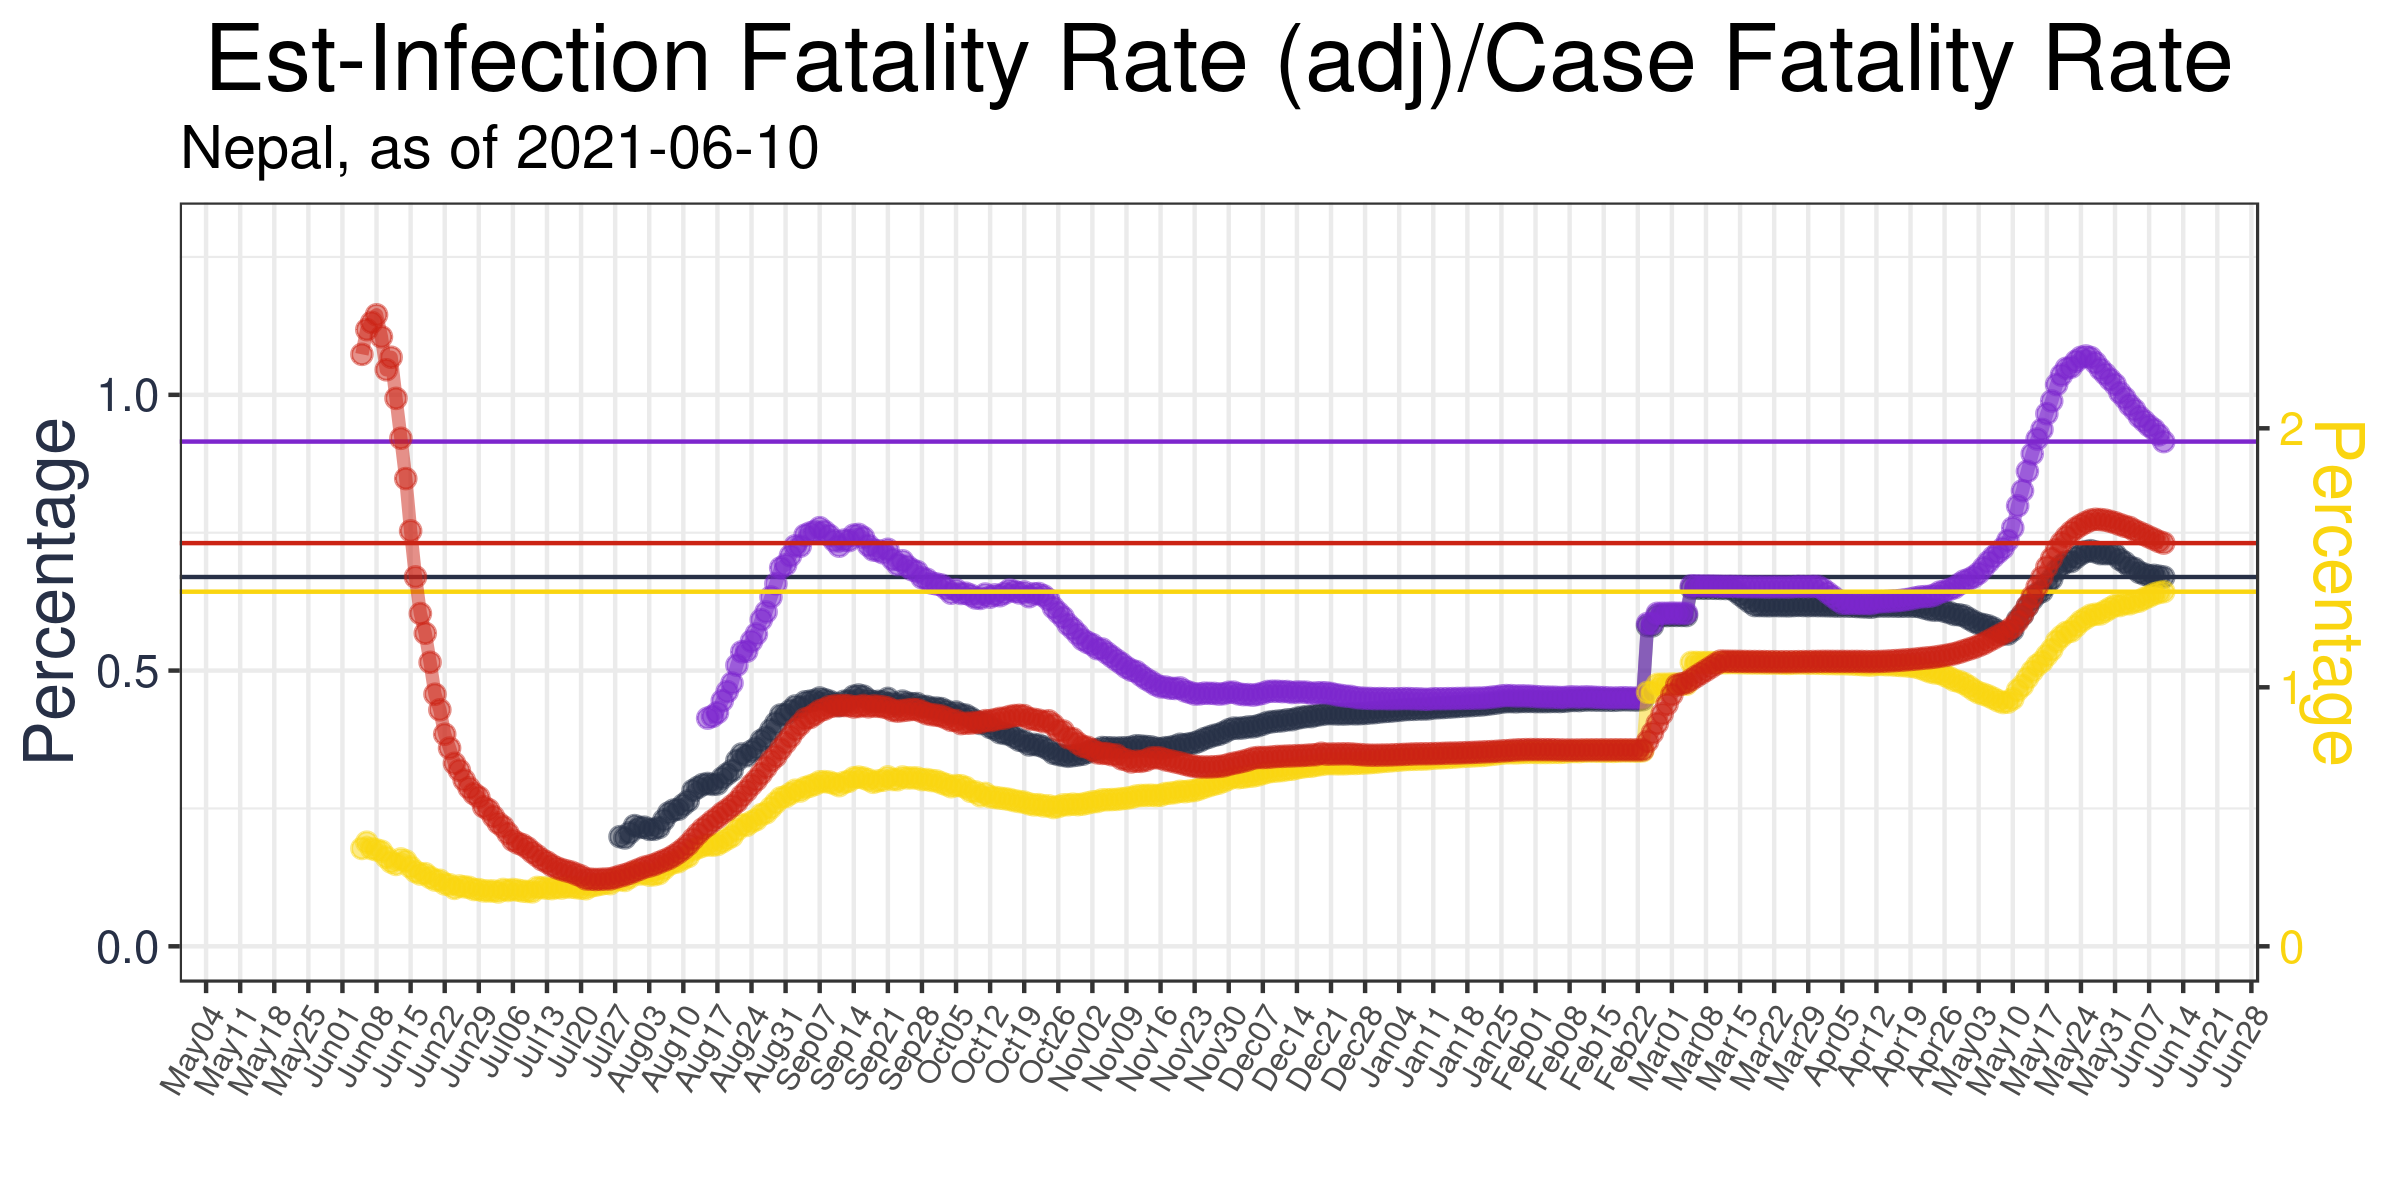 Est-Infection Fatality Rate (adj)/Case Fatality Rate
Nepal, as of 2021-06-10
Percentage
1.0
0.5
0.0
2
1
0
Percentage
May04
May11
May18
May25
Jun01
Jun08
Jun15
Jun22
Jun29
Jul06
Jul13
Jul20
Jul27
Aug03
Aug10
Aug17
Aug24
Aug31
Sep07
Sep14
Sep21
Sep28
Oct05
Oct12
Oct19
Oct26
Nov02
Nov09
Nov16
Nov23
Nov30
Dec07
Dec14
Dec21
Dec28
Jan04
Jan11
Jan18
Jan25
Feb01
Feb08
Feb15
Feb22
Mar01
Mar08
Mar15
Mar22
Mar29
Apr05
Apr12
Apr19
Apr26
May03
May10
May17
May24
May31
Jun07
Jun14
Jun21
Jun28